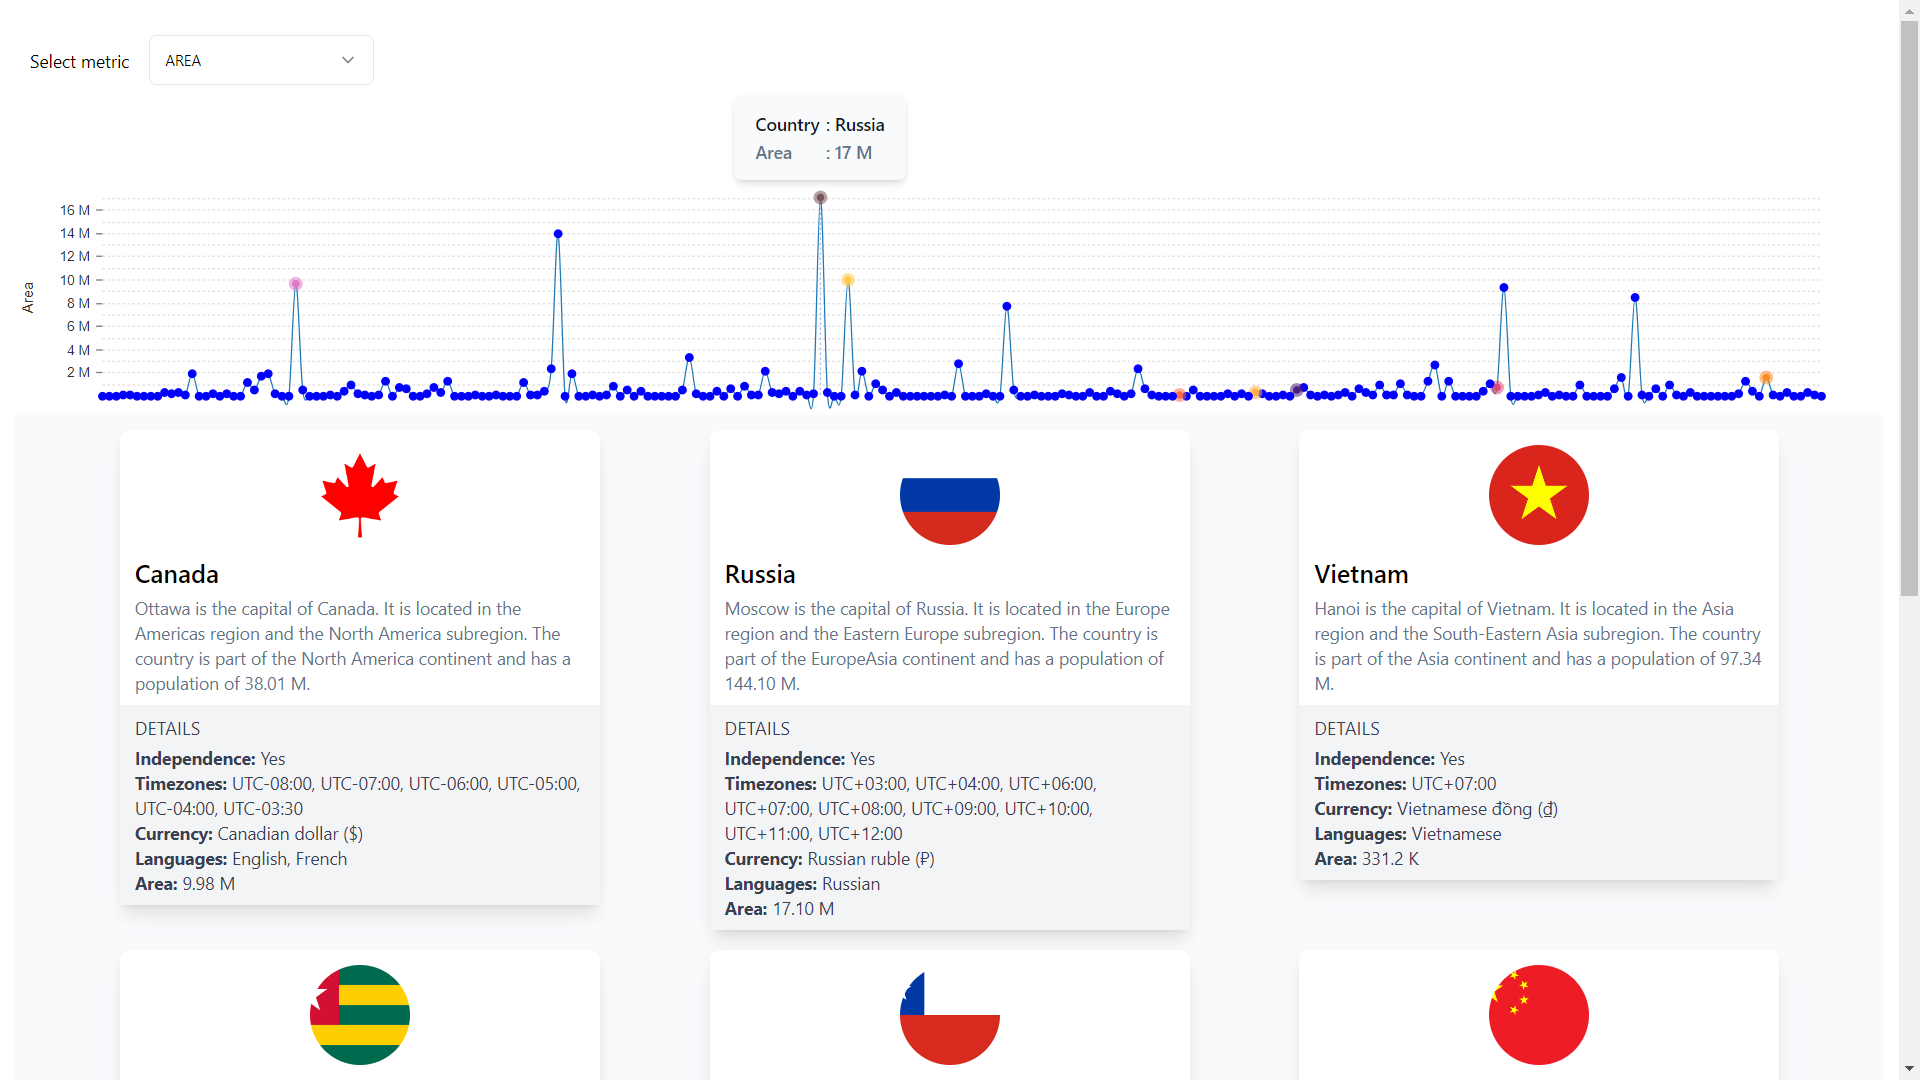 Select metric
AREA
Country : Russia
Area : 17 M
Area
16 M
14 M
12 M
10 M
8 M
6 M
4 M
2 M
Canada
Ottawa is the capital of Canada. It is located in the
Americas region and the North America subregion. The
country is part of the North America continent and has a
population of 38.01 M.
DETAILS
Independence: Yes
Timezones: UTC-08:00, UTC-07:00, UTC-06:00, UTC-05:00,
UTC-04:00, UTC-03:30
Currency: Canadian dollar ($)
Languages: English, French
Area: 9.98 M
Russia
Moscow is the capital of Russia. It is located in the Europe
region and the Eastern Europe subregion. The country is
part of the EuropeAsia continent and has a population of
144.10 M.
DETAILS
Independence: Yes
Timezones: UTC+03:00, UTC+04:00, UTC+06:00,
UTC+07:00, UTC+08:00, UTC+09:00, UTC+10:00,
UTC+11:00, UTC+12:00
Currency: Russian ruble (₽)
Languages: Russian
Area: 17.10 M
Vietnam
Hanoi is the capital of Vietnam. It is located in the Asia
region and the South-Eastern Asia subregion. The country
is part of the Asia continent and has a population of 97.34
M.
DETAILS
Independence: Yes
Timezones: UTC+07:00
Currency: Vietnamese đồng (₫)
Languages: Vietnamese
Area: 331.2 K